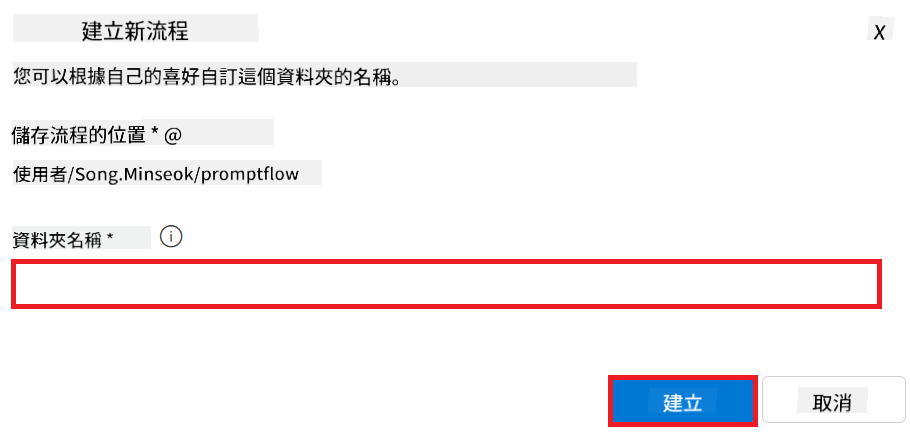 建立新流程
X
您可以根據自己的喜好自訂這個資料夾的名稱。
儲存流程的位置 * @
使用者/Song.Minseok/promptflow
資料夾名稱 * i
建立
取消